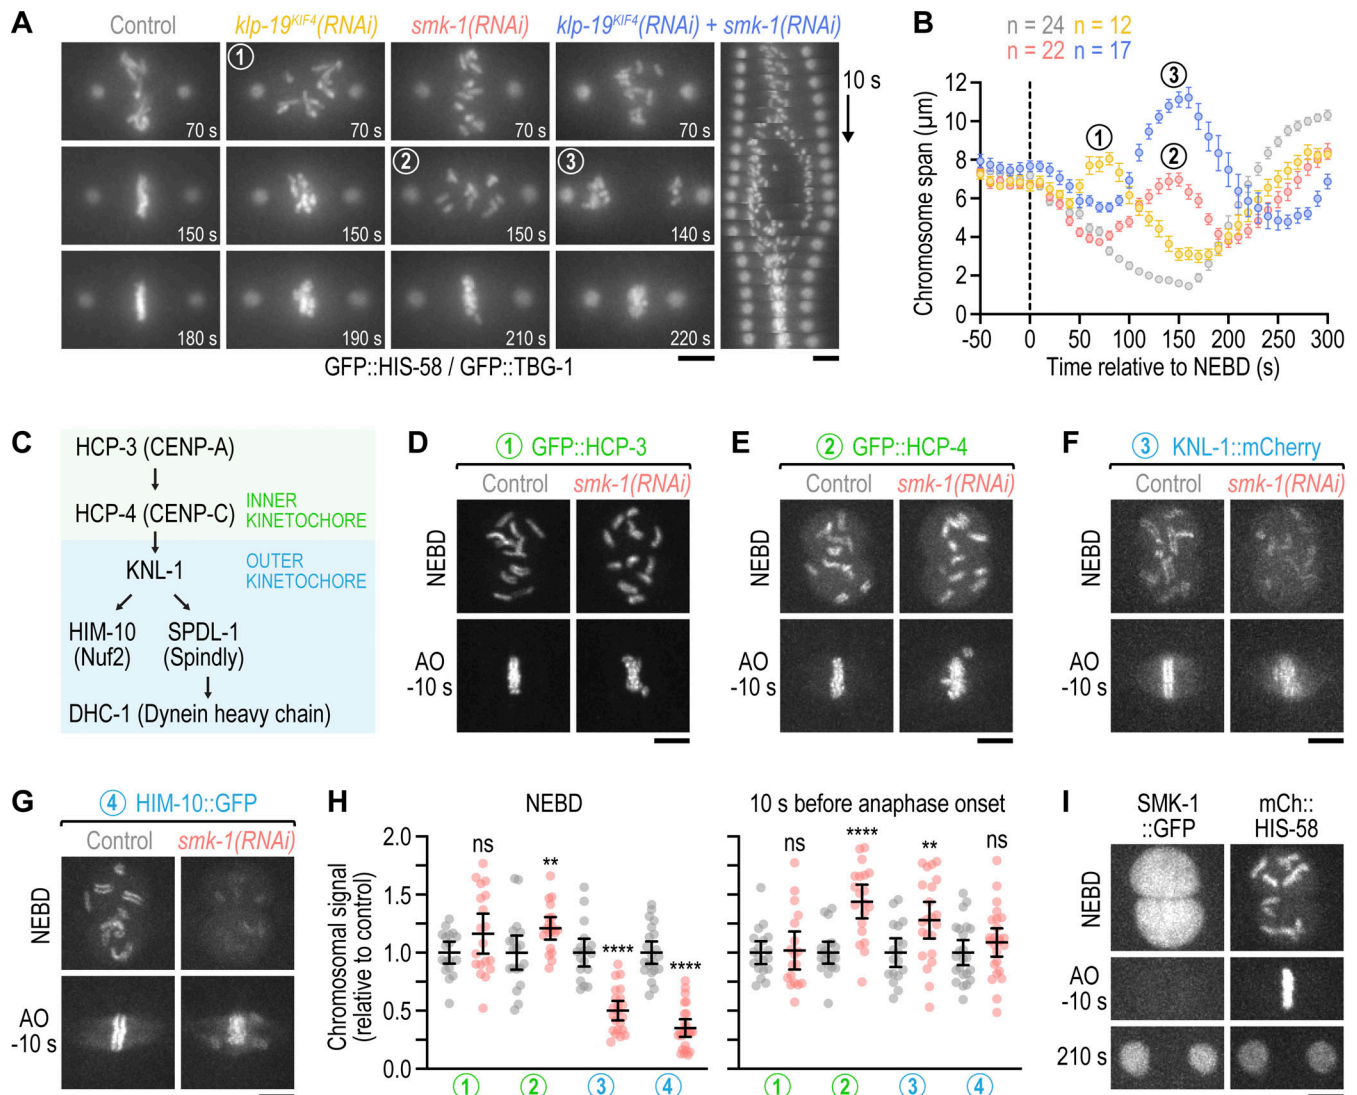 A
Control
klp-19KIF4(RNAi)
smk-1(RNAi)
klp-19KIF4(RNAi) + smk-1(RNAi)
1
70 s
70 s
70 s
70 s
10 s
2
3
150 s
150 s
150 s
140 s
180 s
190 s
210 s
220 s
GFP::HIS-58 / GFP::TBG-1
B
n = 24 n = 12
n = 22 n = 17
Chromosome span (μm)
12
10
8
6
4
2
0
1
2
3
-50 0 50 100 150 200 250 300
Time relative to NEBD (s)
C
HCP-3 (CENP-A)
HCP-4 (CENP-C)
INNER
KINETOCHORE
KNL-1
OUTER
KINETOCHORE
HIM-10
(Nuf2)
SPDL-1
(Spindly)
DHC-1 (Dynein heavy chain)
D
1 GFP::HCP-3
Control smk-1(RNAi)
NEBD
AO
-10 s
E
2 GFP::HCP-4
Control smk-1(RNAi)
NEBD
AO
-10 s
F
3 KNL-1::mCherry
Control smk-1(RNAi)
NEBD
AO
-10 s
G
4 HIM-10::GFP
Control smk-1(RNAi)
NEBD
AO
-10 s
H
NEBD
10 s before anaphase onset
Chromosomal signal
(relative to control)
2.0
1.5
1.0
0.5
0.0
ns
**
****
****
ns
****
**
ns
1 2 3 4
1 2 3 4
I
SMK-1
::GFP
mCh::
HIS-58
NEBD
AO
-10 s
210 s